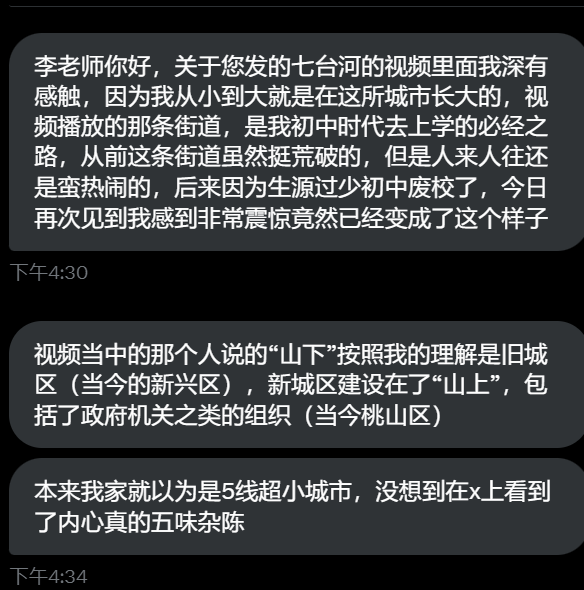 李老师你好，关于您发的七台河的视频里面我深有
感触，因为我从小到大就是在这所城市长大的，视
频播放的那条街道，是我初中时代去上学的必经之
路，从前这条街道虽然挺荒破的，但是人来人往还
是蛮热闹的，后来因为生源过少初中废校了，今日
再次见到我感到非常震惊竟然已经变成了这个样子
下午4:30
视频当中的那个人说的“山下”按照我的理解是旧城
区（当今的新兴区），新城区建设在了“山上”，包
括了政府机关之类的组织（当今桃山区）
本来我家就以为是5线超小城市，没想到在x上看到
了内心真的五味杂陈
下午4:34